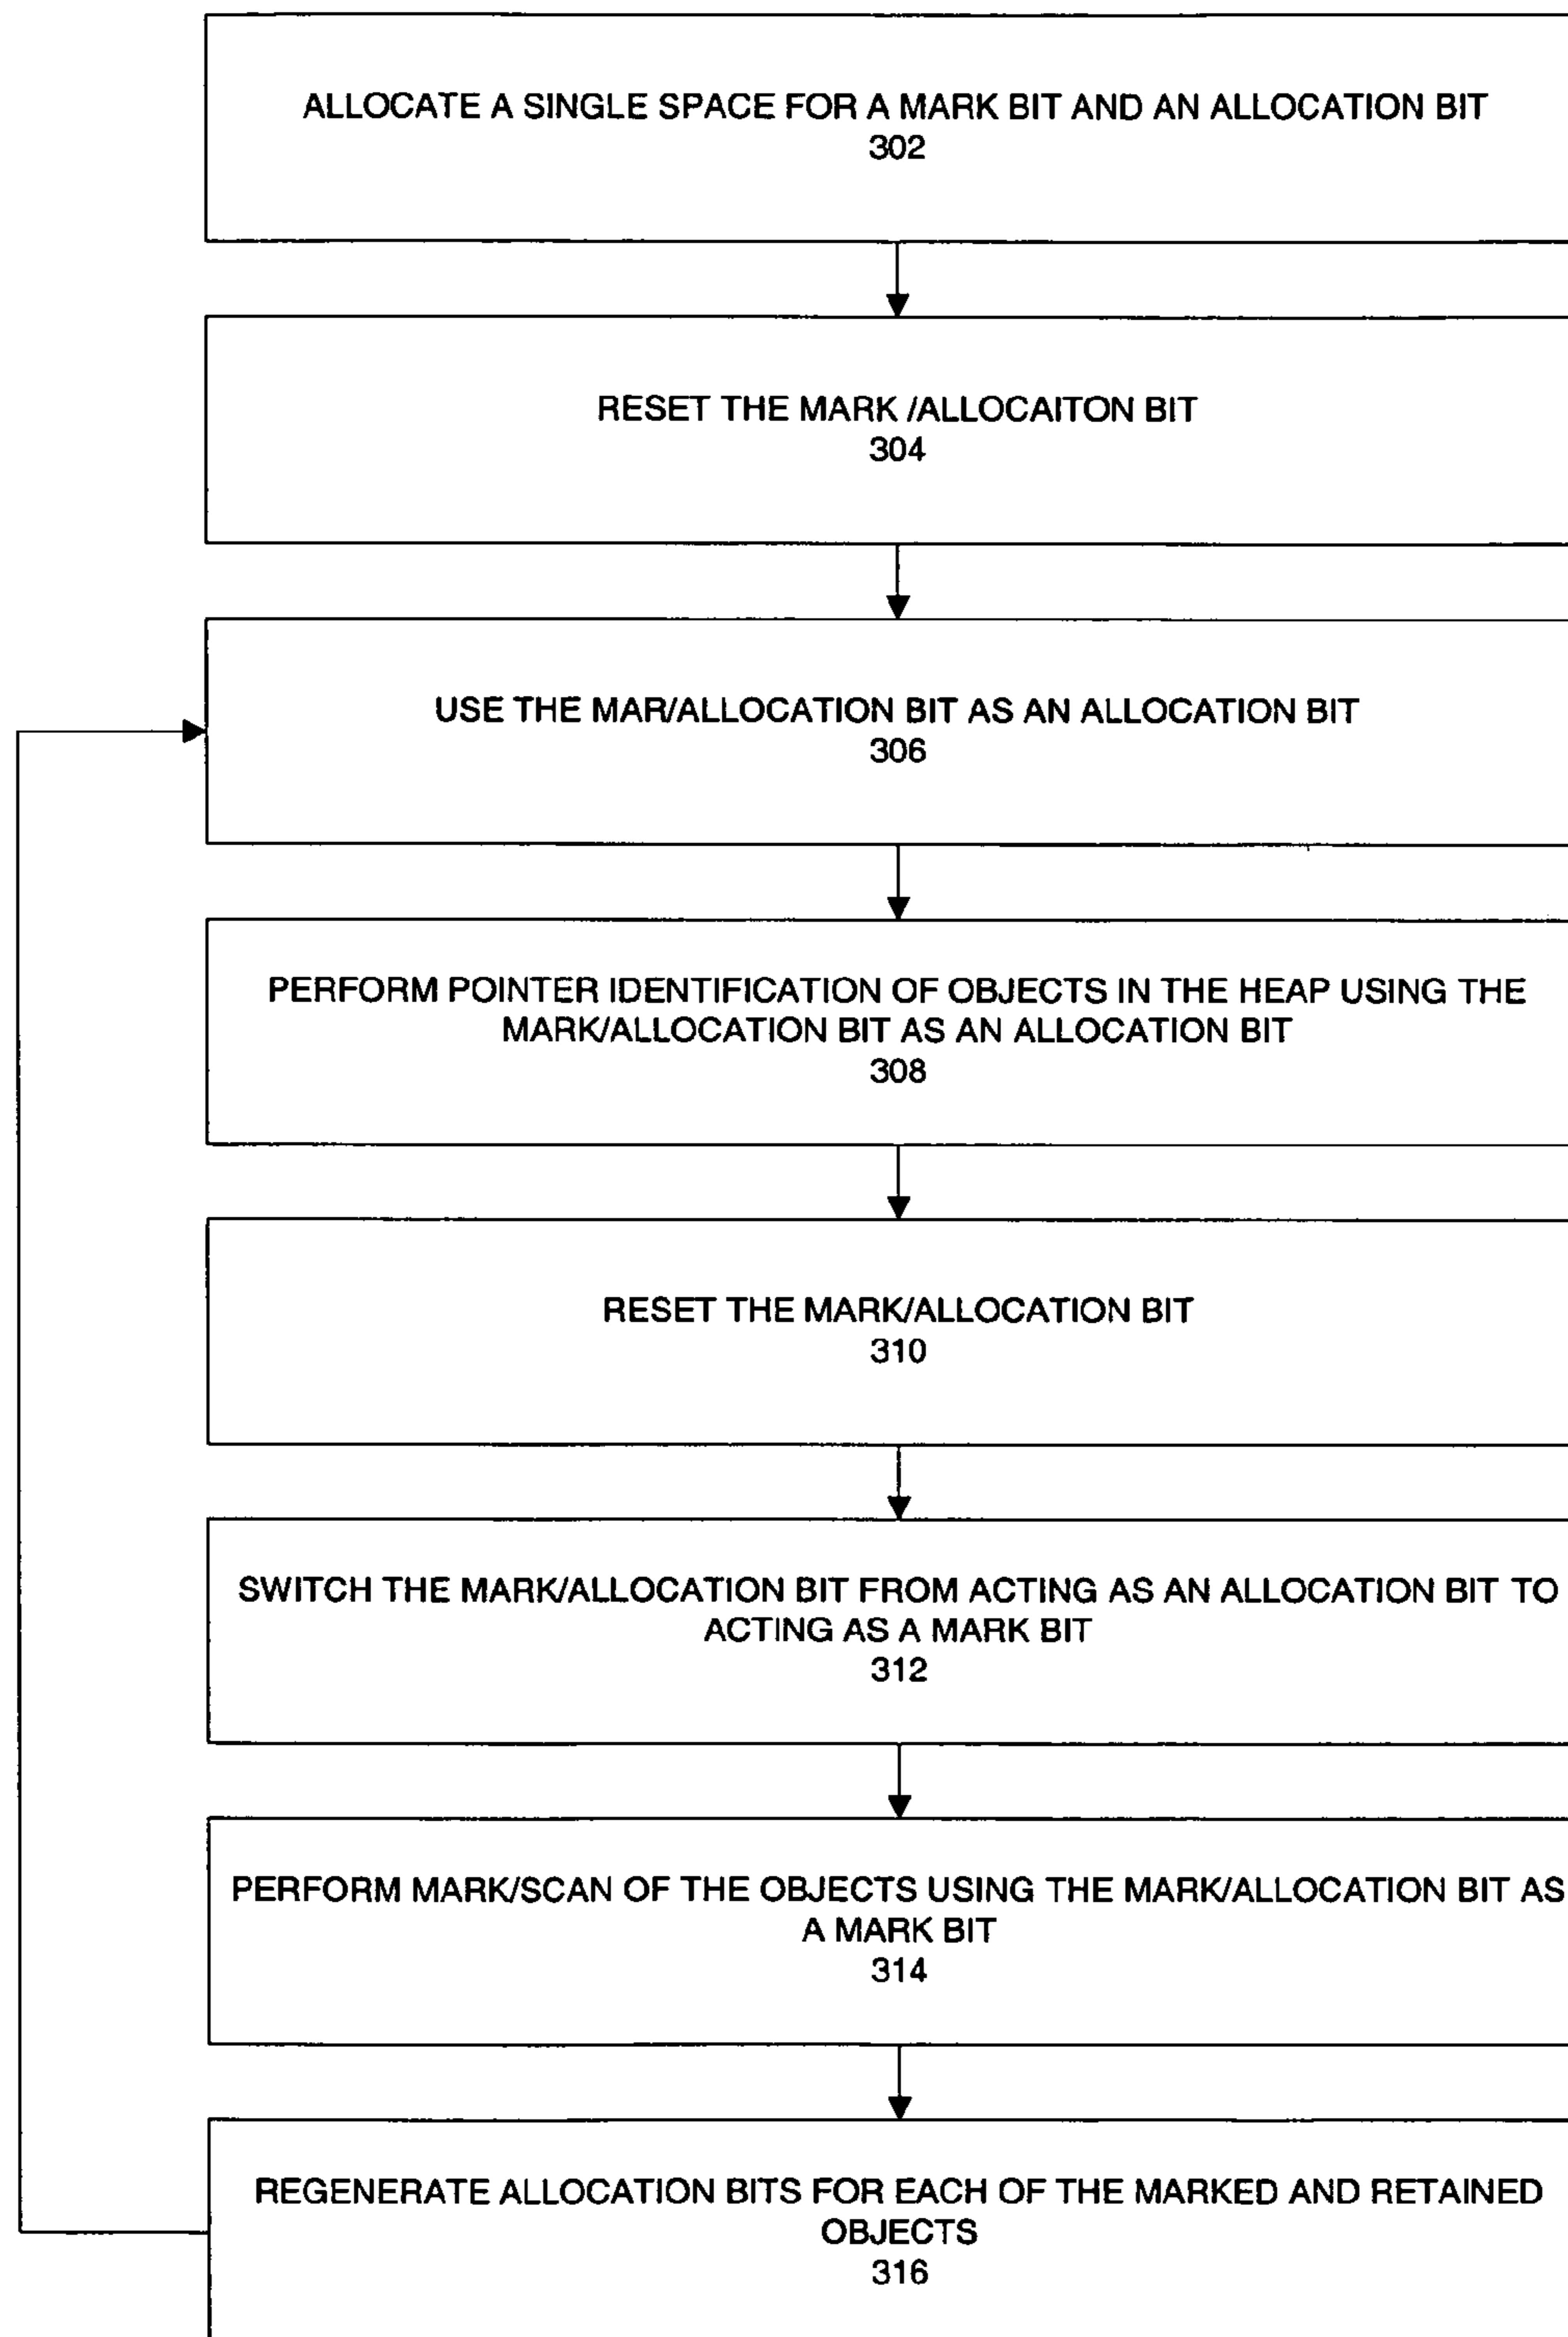 ALLOCATE A SINGLE SPACE FOR A MARK BIT AND AN ALLOCATION BIT
302
RESET THE MARK /ALLOCAITON BIT
304
USE THE MAR/ALLOCATION BIT AS AN ALLOCATION BIT
306
PERFORM POINTER IDENTIFICATION OF OBJECTS IN THE HEAP USING THE
MARK/ALLOCATION BIT AS AN ALLOCATION BIT
308
RESET THE MARK/ALLOCATION BIT
310
SWITCH THE MARK/ALLOCATION BIT FROM ACTING AS AN ALLOCATION BIT TO
ACTING AS A MARK BIT
312
PERFORM MARK/SCAN OF THE OBJECTS USING THE MARK/ALLOCATION BIT AS
A MARK BIT
314
REGENERATE ALLOCATION BITS FOR EACH OF THE MARKED AND RETAINED
OBJECTS
316